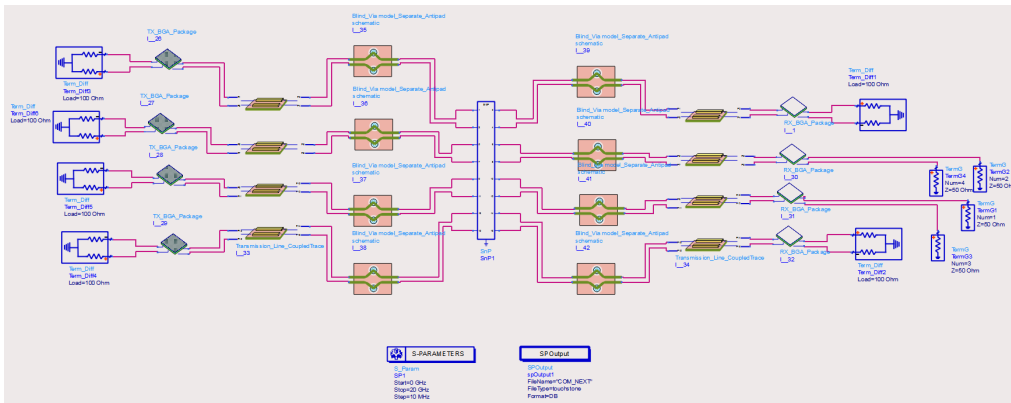 Blind_Via model_Separate_Antipad
schematic
I__35
TX_BGA_Package
I__26
Term_Diff
Term_Diff3
Load=100 Ohm
Blind_Via model_Separate_Antipad
schematic
I__39
Term_Diff
Term_Diff1
Load=100 Ohm
TX_BGA_Package
I__27
Blind_Via model_Separate_Antipad
schematic
I__36
Term_Diff
Term_Diff6
Load=100 Ohm
Blind_Via model_Separate_Antipad
schematic
I__40
RX_BGA_Package
I__1
TX_BGA_Package
I__28
Blind_Via model_Separate_Antipad
schematic
I__37
Term_Diff
Term_Diff5
Load=100 Ohm
Blind_Via model_Separate_Antipad
schematic
I__41
RX_BGA_Package
I__30
TermG
TermG4
Num=4
Z=50 Ohm
TermG
TermG2
Num=2
Z=50 Oh
TX_BGA_Package
I__29
Blind_Via model_Separate_Antipad
schematic
I__38
Transmission_Line_CoupledTrace
I__33
Term_Diff
Term_Diff4
Load=100 Ohm
SnP
SnP1
Blind_Via model_Separate_Antipad
schematic
I__42
RX_BGA_Package
I__31
TermG
TermG1
Num=1
Z=50 Ohm
Transmission_Line_CoupledTrace
I__34
RX_BGA_Package
I__32
Term_Diff
Term_Diff2
Load=100 Ohm
TermG
TermG3
Num=3
Z=50 Ohm
S-PARAMETERS
S_Param
SP1
Start=0 GHz
Stop=20 GHz
Step=10 MHz
SPOutput
SPOutput
spOutput1
FileName="COM_NEXT"
FileType=touchstone
Format=DB